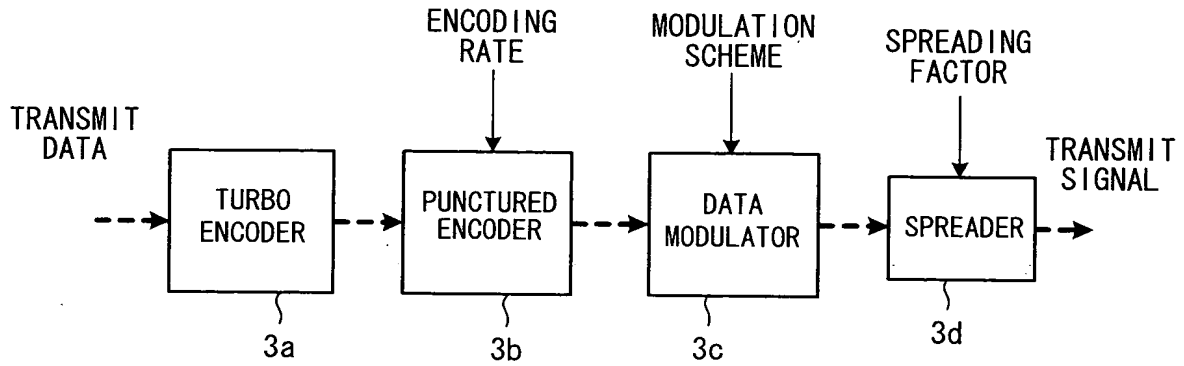 ENCODING
RATE
MODULATION
SCHEME
SPREADING
FACTOR
TRANSMIT
DATA
TRANSMIT
SIGNAL
TURBO
ENCODER
PUNCTURED
ENCODER
DATA
MODULATOR
SPREADER
3a
3b
3c
3d